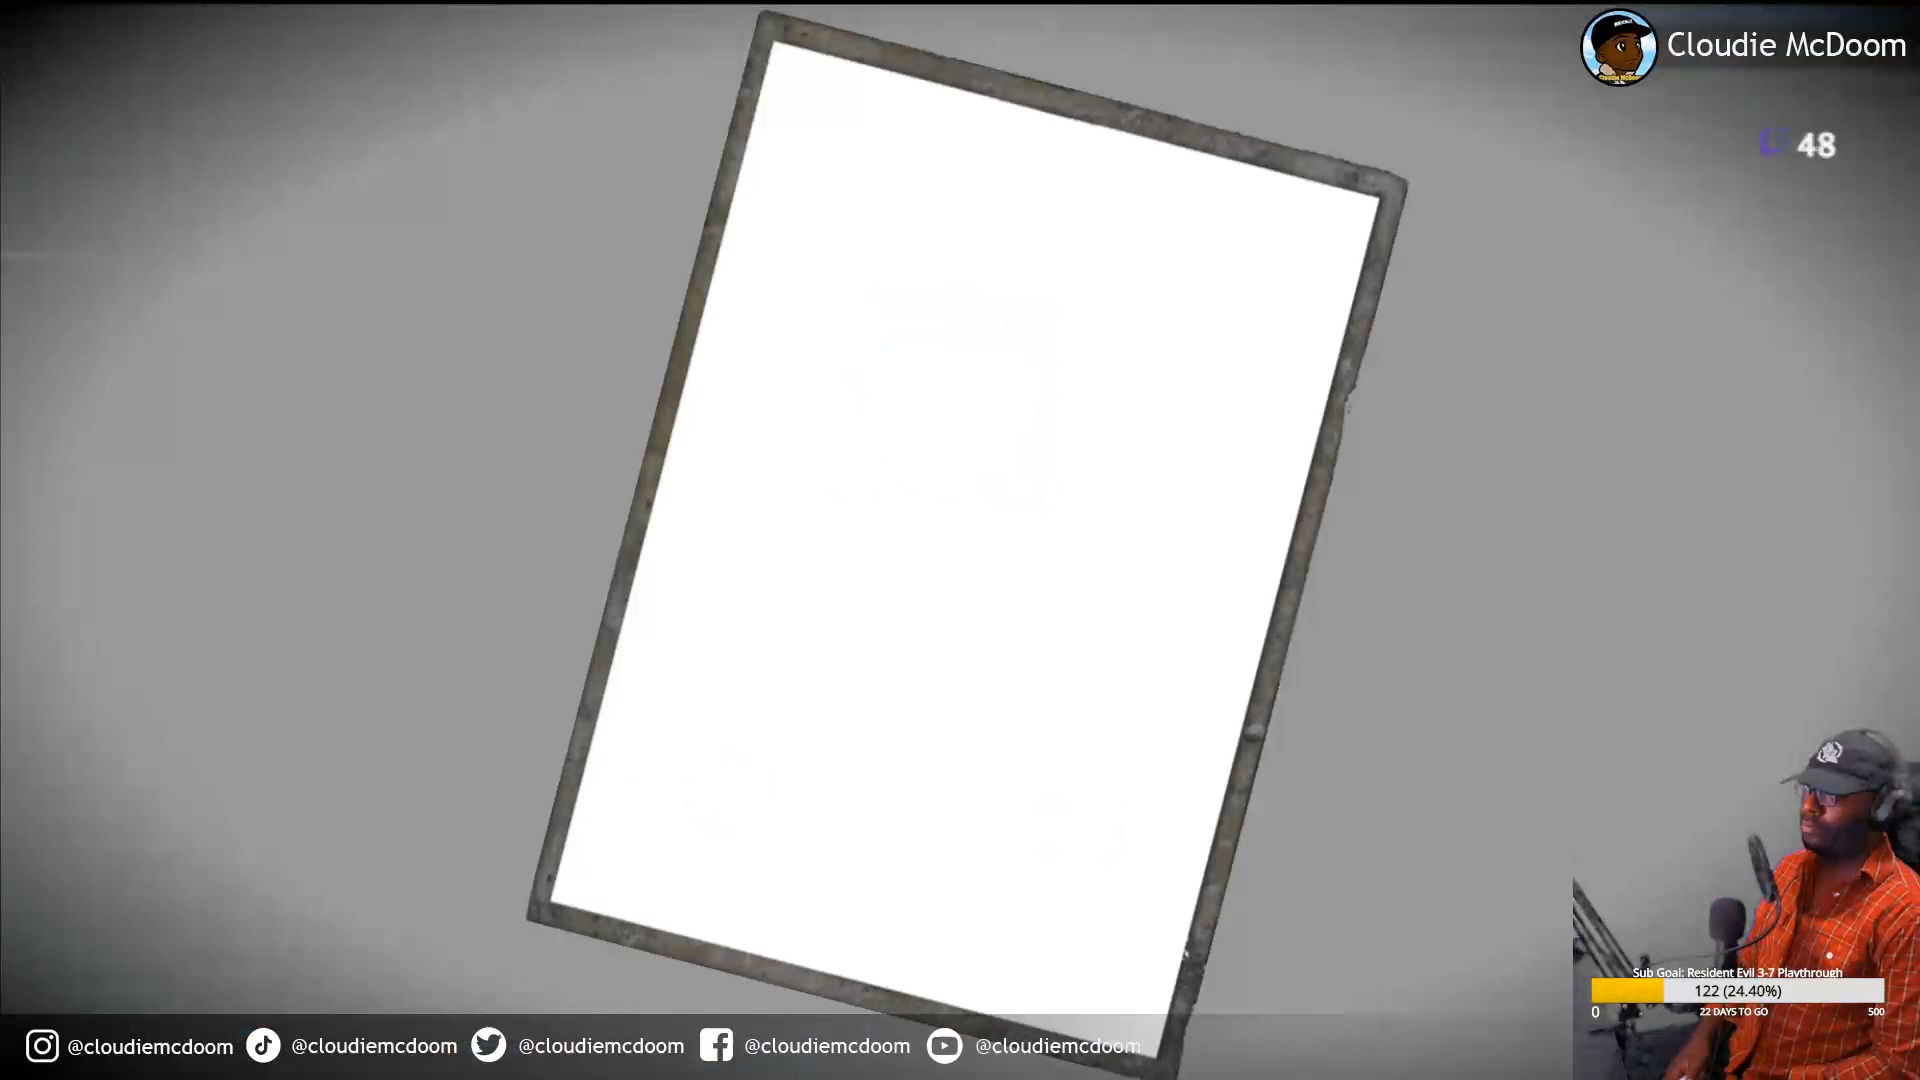 Cloudie McDoom
48
Sub Goal: Resident Evil 3-7 Playthrough
122 (24.40%)
0 22 DAYS TO GO 500
@cloudiemcdoom @cloudiemcdoom @cloudiemcdoom @cloudiemcdoom @cloudiemcdoom